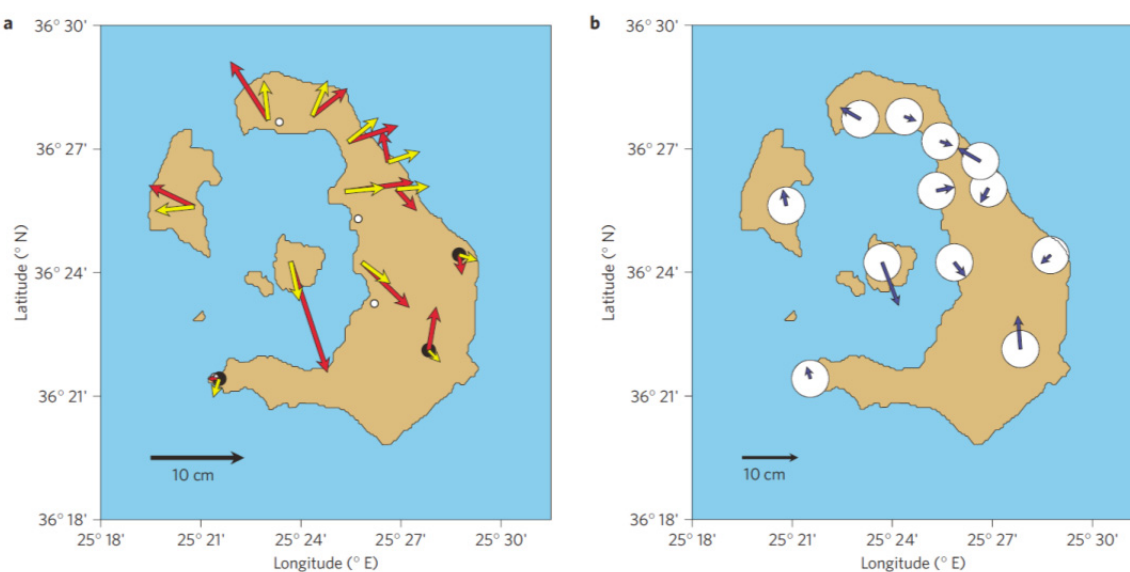 a
36° 30'
36° 27'
36° 24'
36° 21'
36° 18'
Latitude (° N)
10 cm
25° 18'
25° 21'
25° 24'
25° 27'
25° 30'
Longitude (° E)
b
36° 30'
36° 27'
36° 24'
36° 21'
36° 18'
Latitude (° N)
10 cm
25° 18'
25° 21'
25° 24'
25° 27'
25° 30'
Longitude (° E)